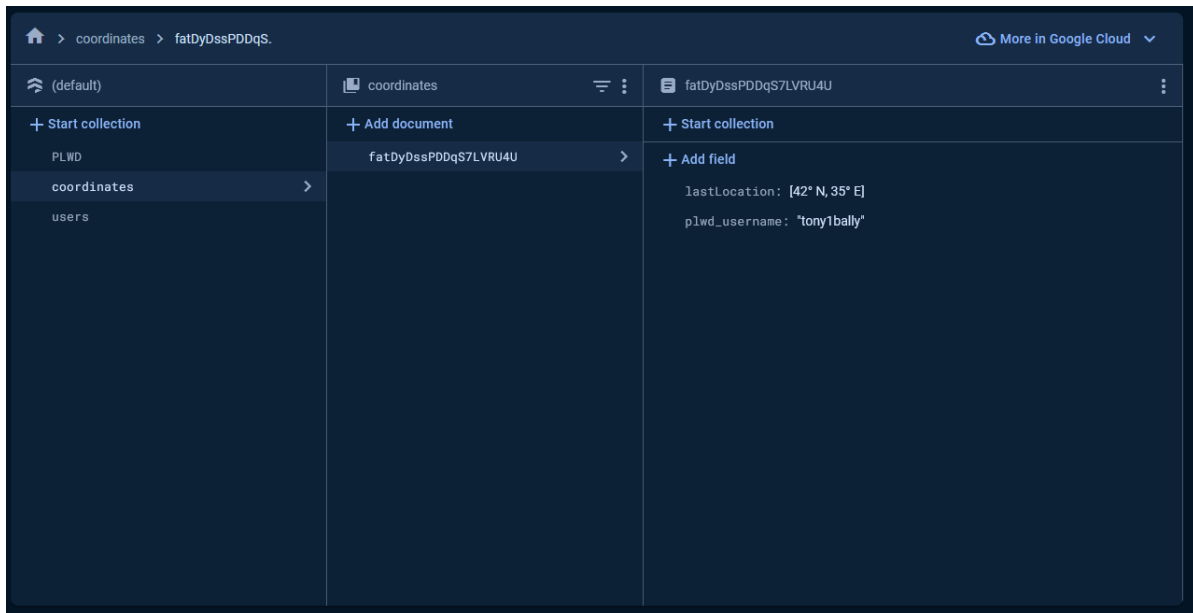 coordinates > fatDyDssPDDqS.
More in Google Cloud
(default)
coordinates
fatDyDssPDDqS7LVRU4U
+ Start collection
+ Add document
+ Start collection
PLWD
fatDyDssPDDqS7LVRU4U
+ Add field
coordinates
lastLocation: [42° N, 35° E]
users
plwd_username: "tony1bally"